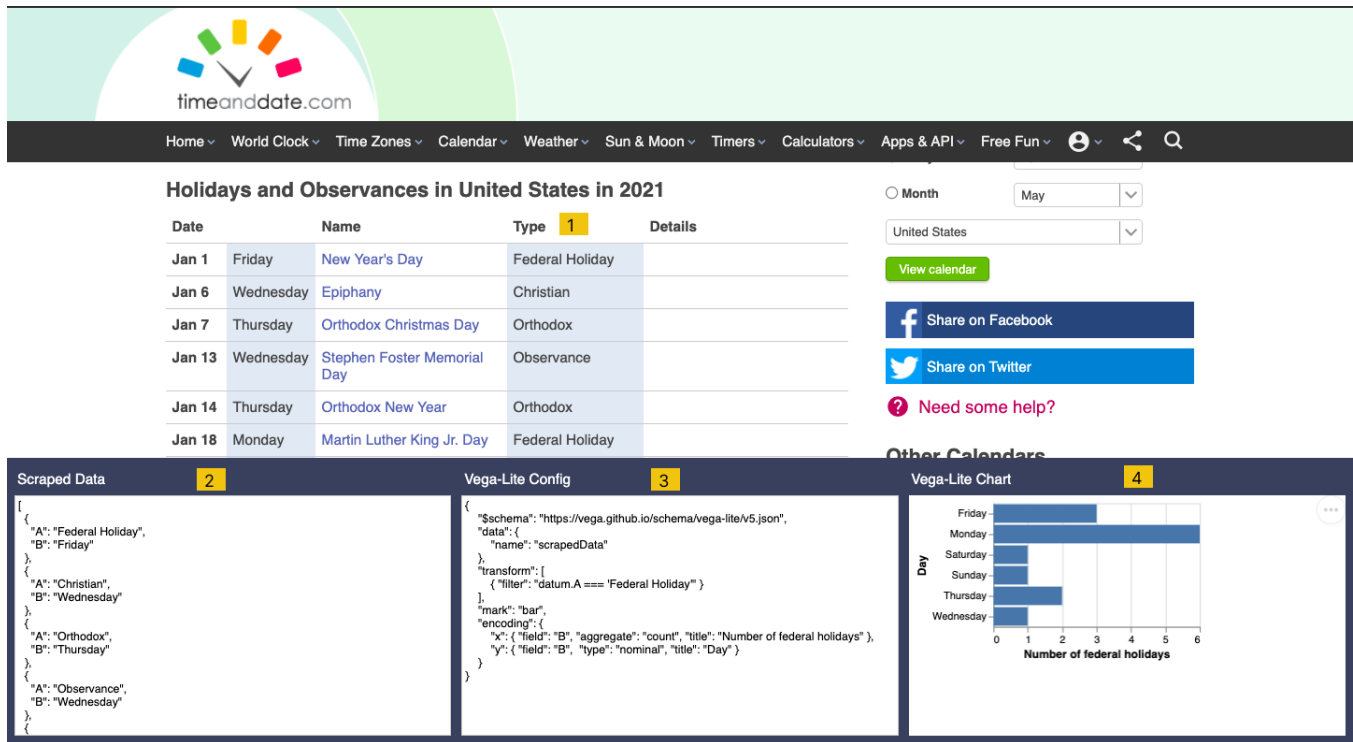 timeanddate.com
Home World Clock Time Zones Calendar Weather Sun & Moon Timers Calculators Apps & API Free Fun
Holidays and Observances in United States in 2021
Date Name Type 1 Details
Jan 1 Friday New Year's Day Federal Holiday
Jan 6 Wednesday Epiphany Christian
Jan 7 Thursday Orthodox Christmas Day Orthodox
Jan 13 Wednesday Stephen Foster Memorial Observance
Day
Jan 14 Thursday Orthodox New Year Orthodox
Jan 18 Monday Martin Luther King Jr. Day Federal Holiday
Month May
United States
View calendar
Share on Facebook
Share on Twitter
Need some help?
Other Calendars
Scraped Data 2
[
{
"A": "Federal Holiday",
"B": "Friday"
},
{
"A": "Christian",
"B": "Wednesday"
},
{
"A": "Orthodox",
"B": "Thursday"
},
{
"A": "Observance",
"B": "Wednesday"
},
{
Vega-Lite Config 3
{
"$schema": "https://vega.github.io/schema/vega-lite/v5.json",
"data": {
"name": "scrapedData"
},
"transform": [
{ "filter": "datum.A === 'Federal Holiday'" }
],
"mark": "bar",
"encoding": {
"x": { "field": "B", "aggregate": "count", "title": "Number of federal holidays" },
"y": { "field": "B", "type": "nominal", "title": "Day" }
}
}
Vega-Lite Chart 4
Day
Friday
Monday
Saturday
Sunday
Thursday
Wednesday
0 1 2 3 4 5 6
Number of federal holidays